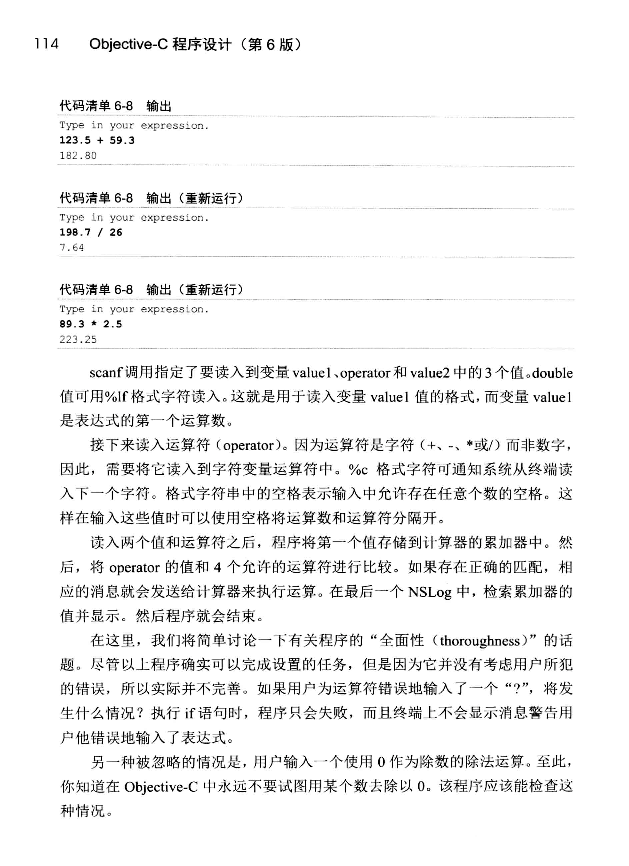 114 Objective-C 程序设计（第 6 版）
代码清单 6-8 输出
Type in your expression.
123.5 + 59.3
182.80
代码清单 6-8 输出（重新运行）
Type in your expression.
198.7 / 26
7.64
代码清单 6-8 输出（重新运行）
Type in your expression.
89.3 * 2.5
223.25
scanf 调用指定了要读入到变量 value1、operator 和 value2 中的 3 个值。double
值可用%lf 格式字符读入。这就是用于读入变量 value1 值的格式，而变量 value1
是表达式的第一个运算数。
接下来读入运算符（operator）。因为运算符是字符（+、-、*或/）而非数字，
因此，需要将它读入到字符变量运算符中。%c 格式字符可通知系统从终端读
入下一个字符。格式字符串中的空格表示输入中允许存在任意个数的空格。这
样在输入这些值时可以使用空格将运算数和运算符分隔开。
读入两个值和运算符之后，程序将第一个值存储到计算器的累加器中。然
后，将 operator 的值和 4 个允许的运算符进行比较。如果存在正确的匹配，相
应的消息就会发送给计算器来执行运算。在最后一个 NSLog 中，检索累加器的
值并显示。然后程序就会结束。
在这里，我们将简单讨论一下有关程序的“全面性（thoroughness）”的话
题。尽管以上程序确实可以完成设置的任务，但是因为它并没有考虑用户所犯
的错误，所以实际并不完善。如果用户为运算符错误地输入了一个“?”，将发
生什么情况？执行 if 语句时，程序只会失败，而且终端上不会显示消息警告用
户他错误地输入了表达式。
另一种被忽略的情况是，用户输入一个使用 0 作为除数的除法运算。至此，
你知道在 Objective-C 中永远不要试图用某个数去除以 0。该程序应该能检查这
种情况。